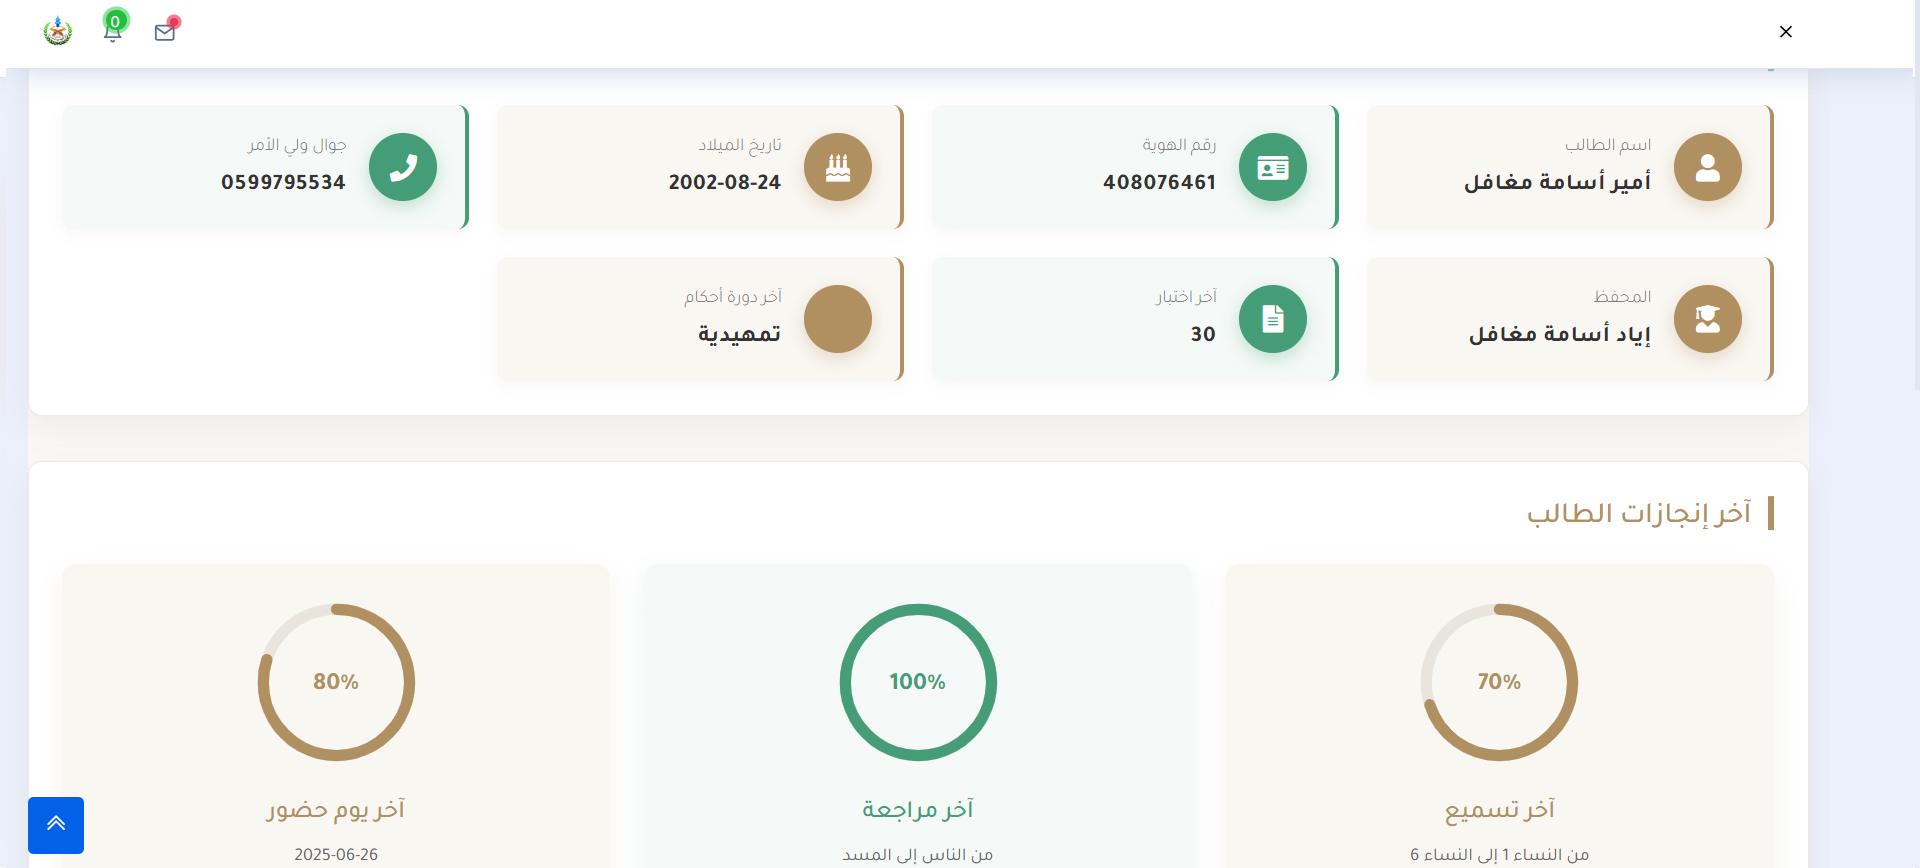 0
اسم الطالب
أمير أسامة مغافل
رقم الهوية
408076461
تاريخ الميلاد
2002-08-24
جوال ولي الأمر
0599795534
المحفظ
إياد أسامة مغافل
آخر اختبار
30
آخر دورة أحكام
تمهيدية
آخر إنجازات الطالب
70%
آخر تسميع
من النساء 1 إلى النساء 6
100%
آخر مراجعة
من الناس إلى المسد
80%
آخر يوم حضور
2025-06-26